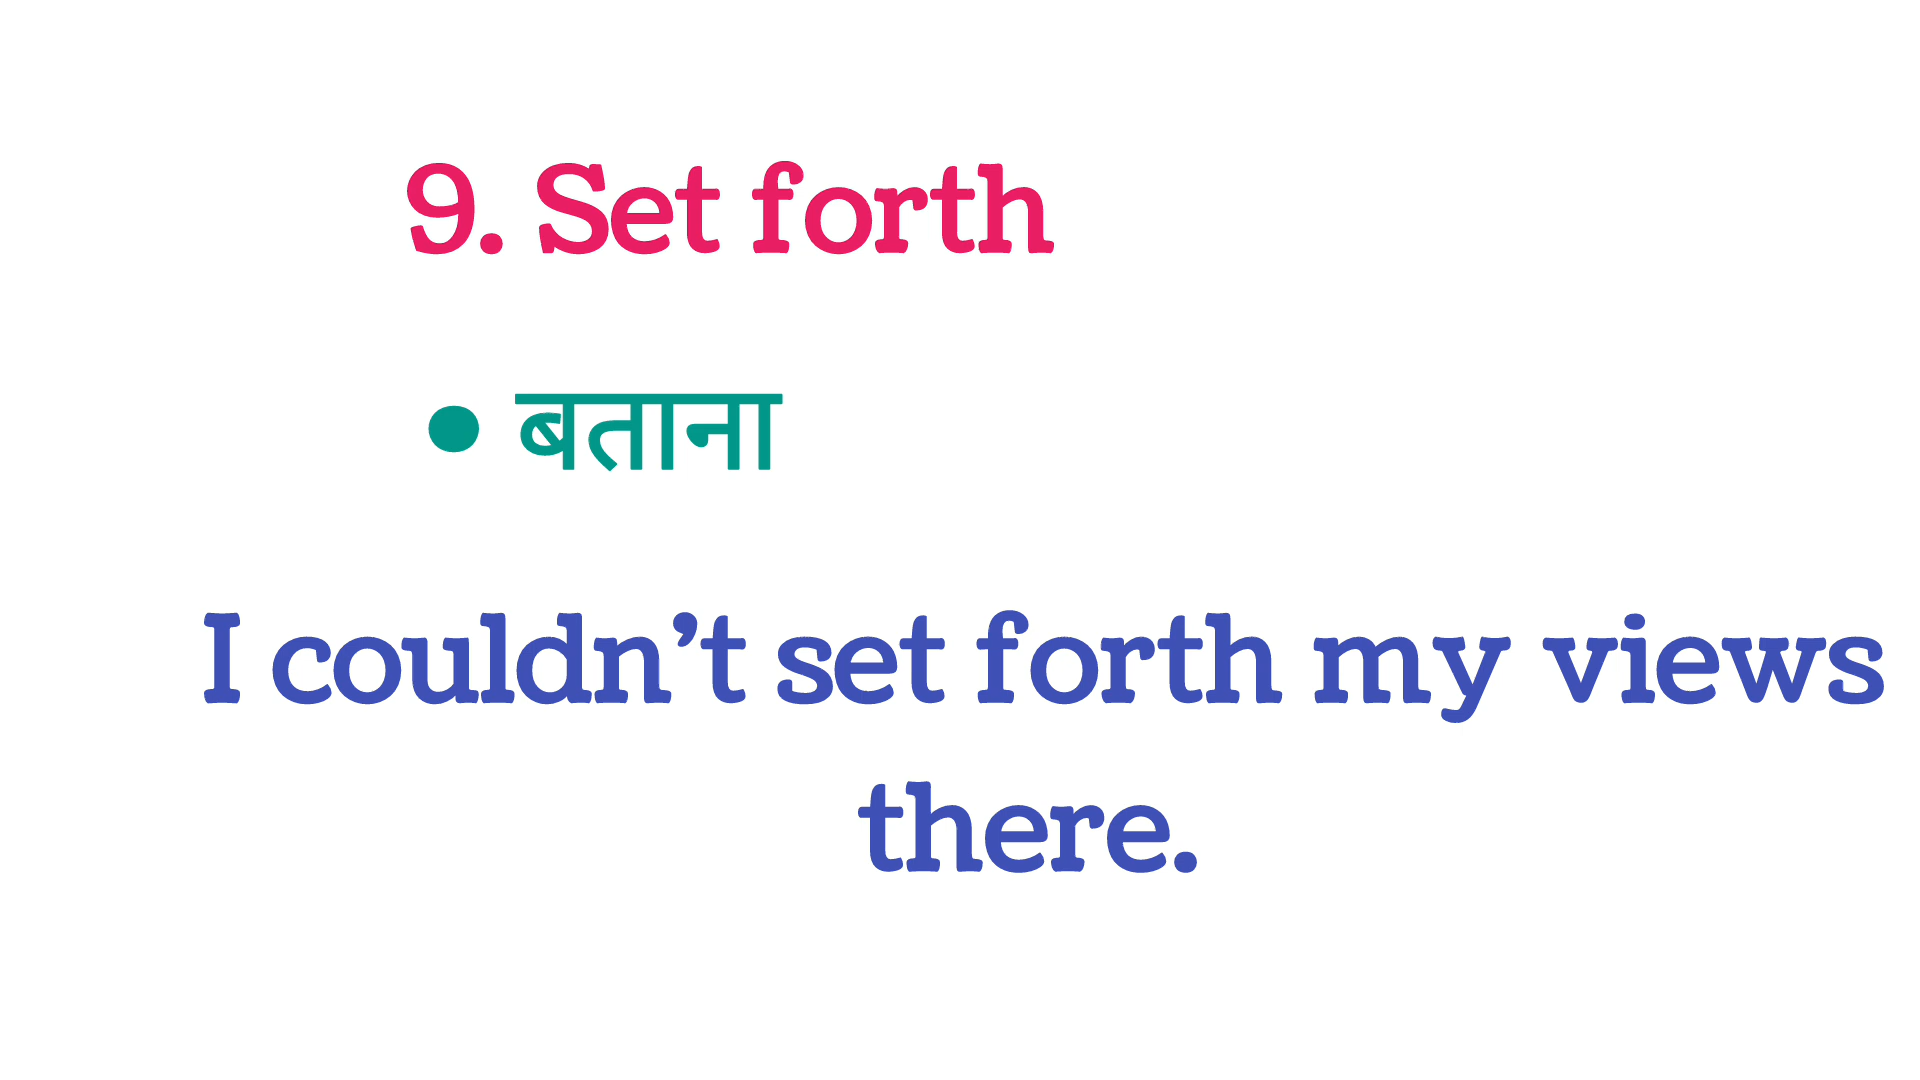 9. Set forth
• बताना
I couldn’t set forth my views
there.